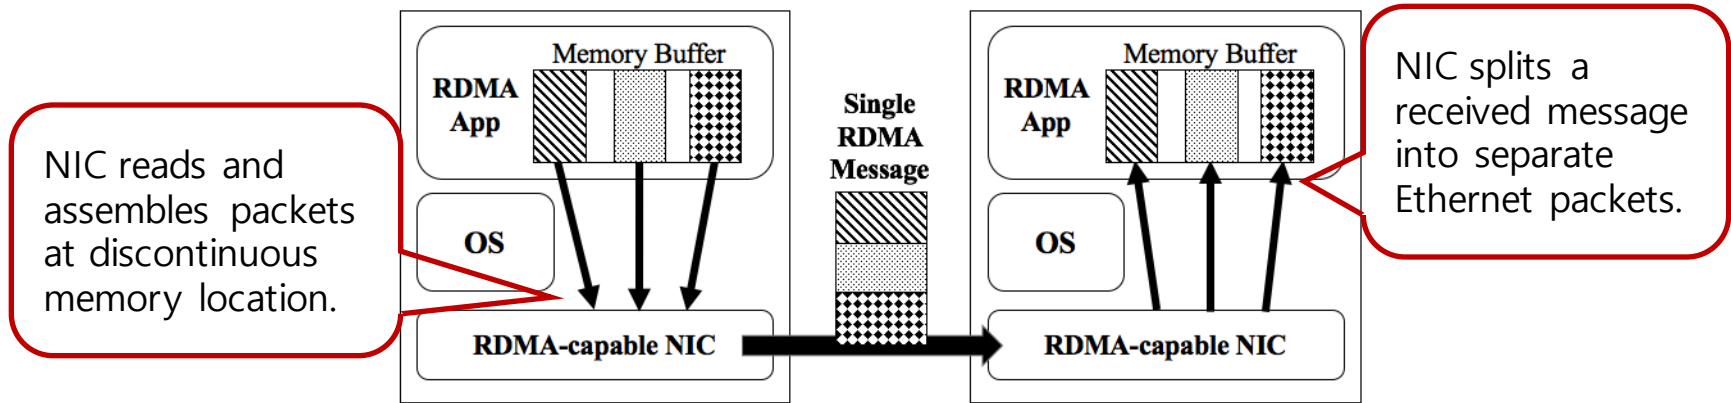 NIC reads and
assembles packets
at discontinuous
memory location.
Memory Buffer
RDMA
App
OS
RDMA-capable NIC
Single
RDMA
Message
Memory Buffer
RDMA
App
OS
RDMA-capable NIC
NIC splits a
received message
into separate
Ethernet packets.